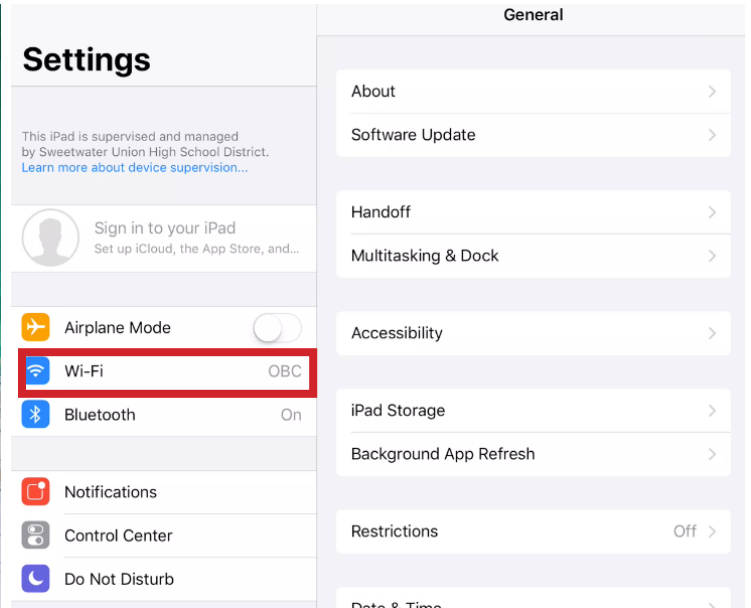 General
Settings
This iPad is supervised and managed
by Sweetwater Union High School District.
Learn more about device supervision...
Sign in to your iPad
Set up iCloud, the App Store, and...
Airplane Mode
Wi-Fi OBC
Bluetooth On
Notifications
Control Center
Do Not Disturb
About
Software Update
Handoff
Multitasking & Dock
Accessibility
iPad Storage
Background App Refresh
Restrictions Off
Date & Time